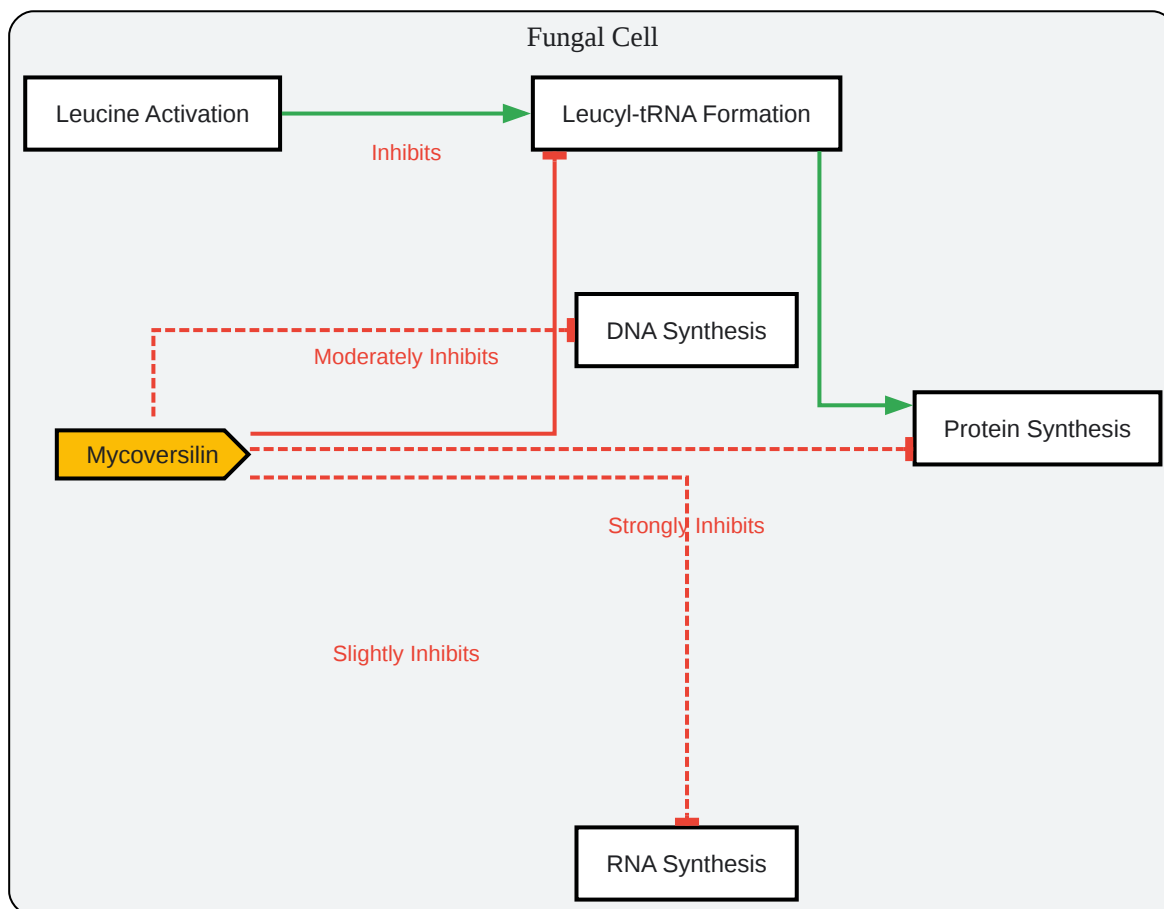 Fungal Cell
Leucine Activation
Leucyl-tRNA Formation
Inhibits
DNA Synthesis
Moderately Inhibits
Protein Synthesis
Mycoversilin
Strongly Inhibits
Slightly Inhibits
RNA Synthesis